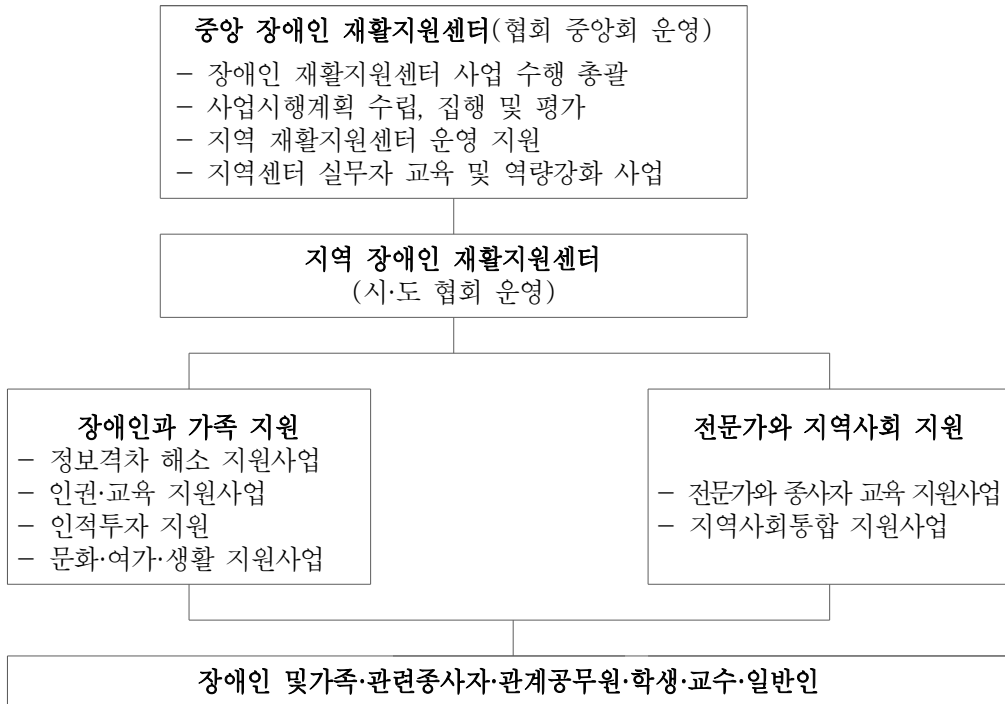 중앙 장애인 재활지원센터(협회 중앙회 운영)
– 장애인 재활지원센터 사업 수행 총괄
– 사업시행계획 수립, 집행 및 평가
– 지역 재활지원센터 운영 지원
– 지역센터 실무자 교육 및 역량강화 사업
지역 장애인 재활지원센터
(시·도 협회 운영)
장애인과 가족 지원
– 정보격차 해소 지원사업
– 인권·교육 지원사업
– 인적투자 지원
– 문화·여가·생활 지원사업
전문가와 지역사회 지원
– 전문가와 종사자 교육 지원사업
– 지역사회통합 지원사업
장애인 및가족·관련종사자·관계공무원·학생·교수·일반인